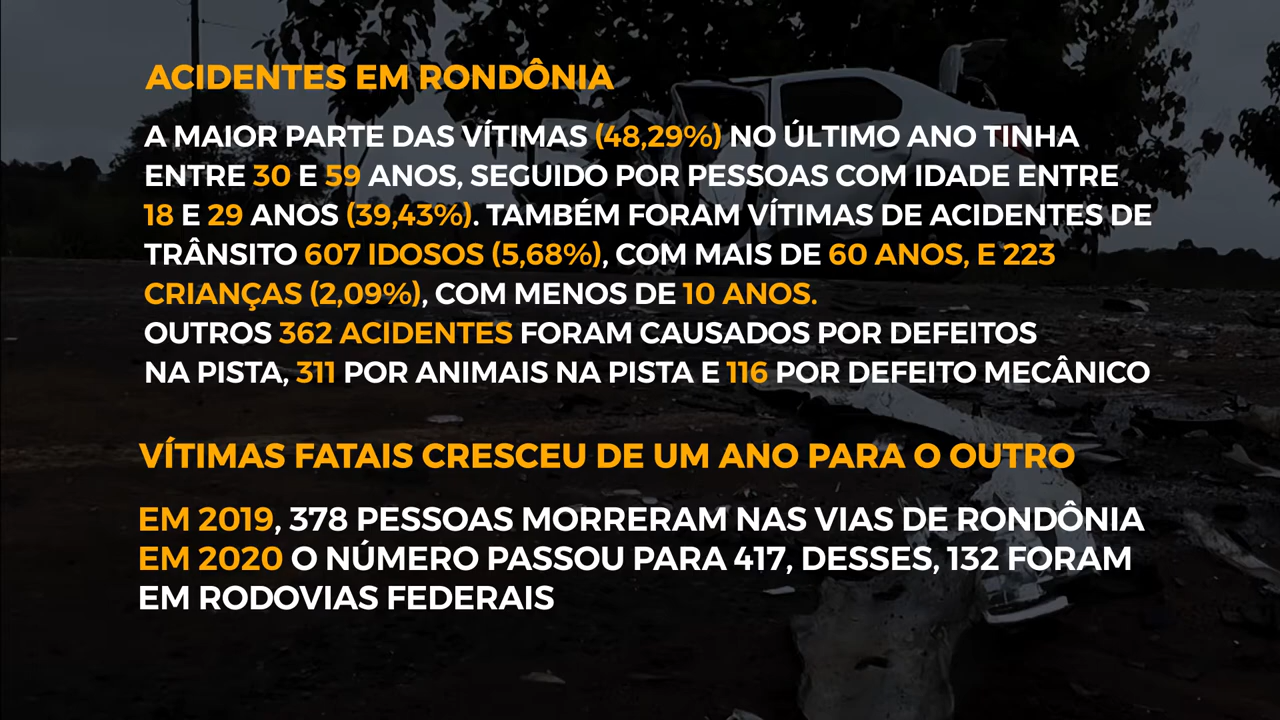 ACIDENTES EM RONDÔNIA
A MAIOR PARTE DAS VÍTIMAS (48,29%) NO ÚLTIMO ANO TINHA
ENTRE 30 E 59 ANOS, SEGUIDO POR PESSOAS COM IDADE ENTRE
18 E 29 ANOS (39,43%). TAMBÉM FORAM VÍTIMAS DE ACIDENTES DE
TRÂNSITO 607 IDOSOS (5,68%), COM MAIS DE 60 ANOS, E 223
CRIANÇAS (2,09%), COM MENOS DE 10 ANOS.
OUTROS 362 ACIDENTES FORAM CAUSADOS POR DEFEITOS
NA PISTA, 311 POR ANIMAIS NA PISTA E 116 POR DEFEITO MECÂNICO
VÍTIMAS FATAIS CRESCEU DE UM ANO PARA O OUTRO
EM 2019, 378 PESSOAS MORRERAM NAS VIAS DE RONDÔNIA
EM 2020 O NÚMERO PASSOU PARA 417, DESSES, 132 FORAM
EM RODOVIAS FEDERAIS